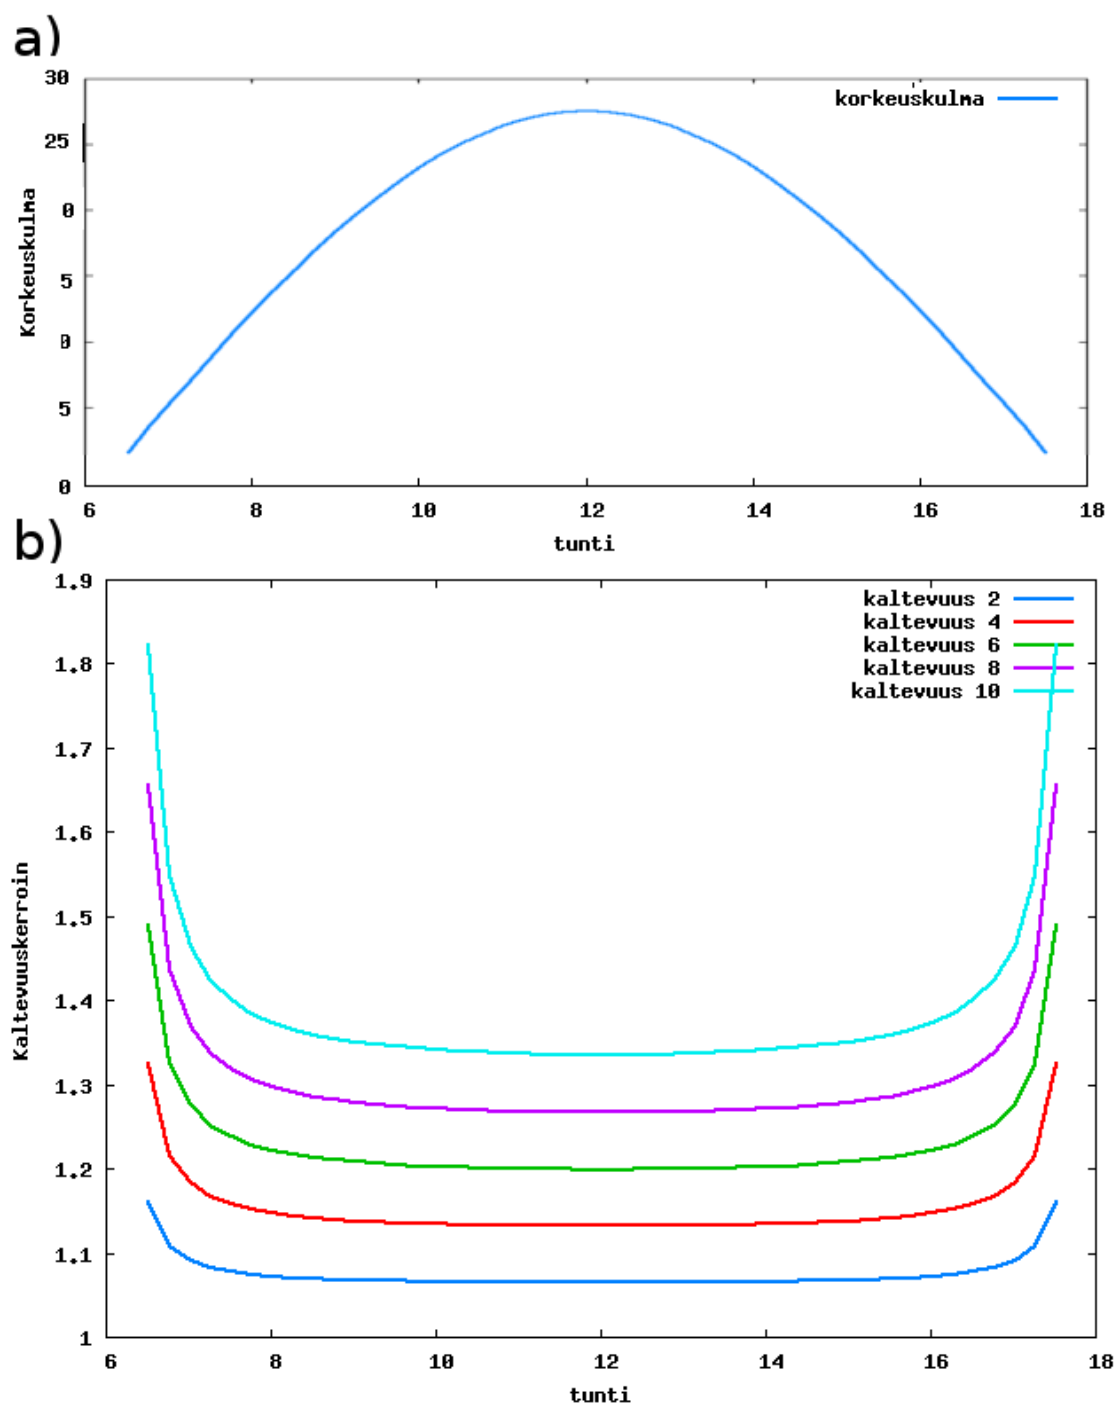 a)
30
korkeuskulma
25
0
5
0
5
0
Korkeuskulma
6 8 10 12 14 16 18
tunti
b)
1.9
kaltevuus 2
kaltevuus 4
kaltevuus 6
kaltevuus 8
kaltevuus 10
1.8
1.7
1.6
1.5
1.4
1.3
1.2
1.1
1
Kaltevuuskerroin
6 8 10 12 14 16 18
tunti